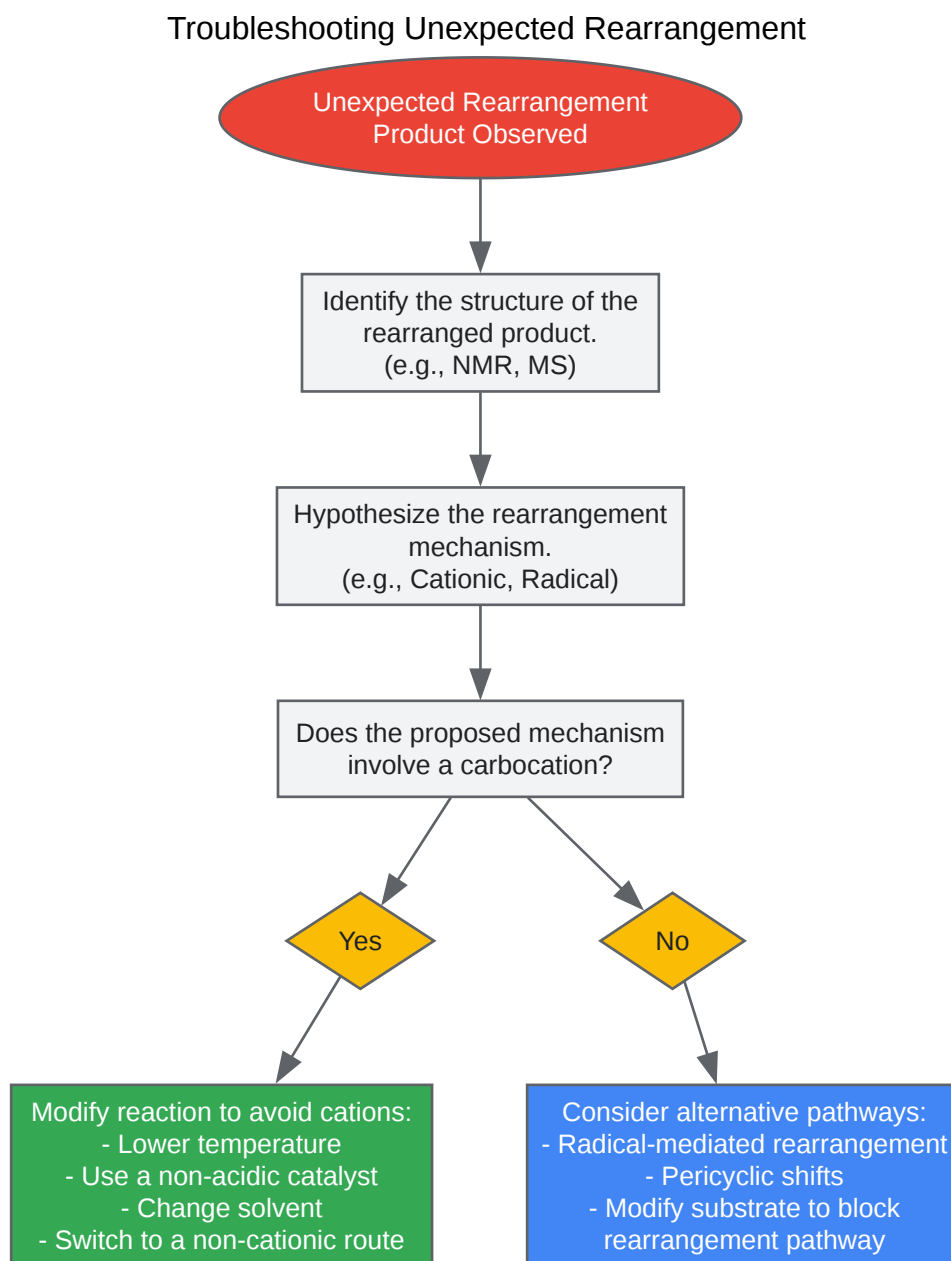 Troubleshooting Unexpected Rearrangement
Unexpected Rearrangement
Product Observed
Identify the structure of the
rearranged product.
(e.g., NMR, MS)
Hypothesize the rearrangement
mechanism.
(e.g., Cationic, Radical)
Does the proposed mechanism
involve a carbocation?
Yes
No
Modify reaction to avoid cations:
- Lower temperature
- Use a non-acidic catalyst
- Change solvent
- Switch to a non-cationic route
Consider alternative pathways:
- Radical-mediated rearrangement
- Pericyclic shifts
- Modify substrate to block
rearrangement pathway